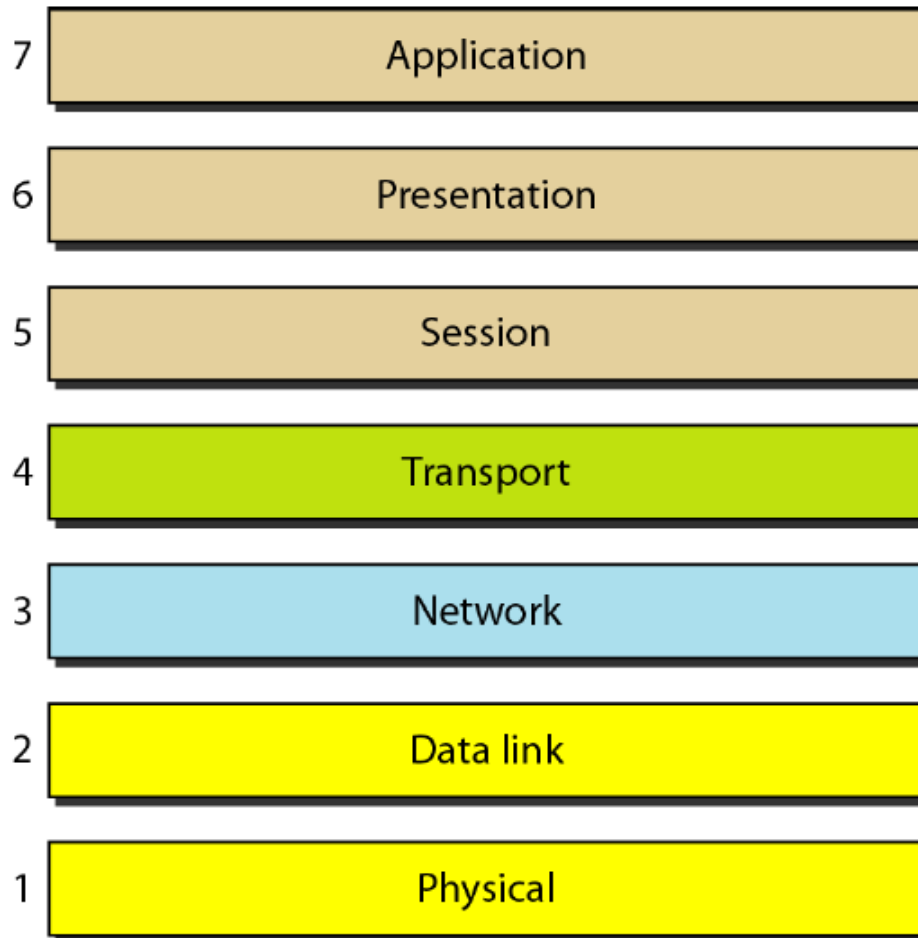 7 Application
6 Presentation
5 Session
4 Transport
3 Network
2 Data link
1 Physical